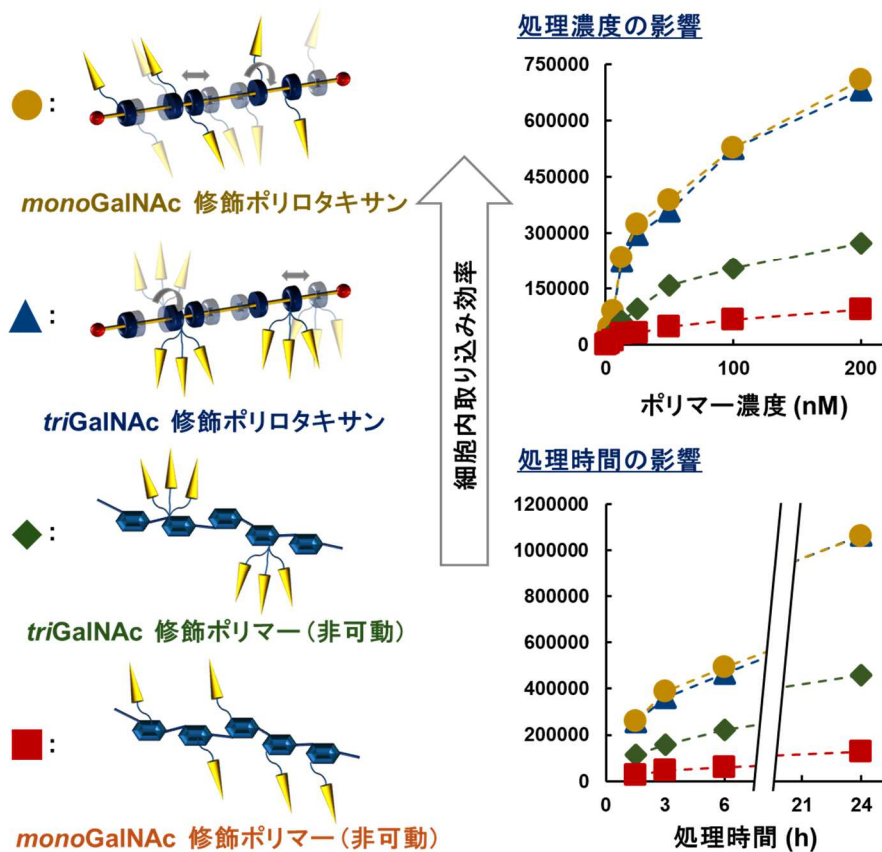 :
monoGalNAc 修飾ポリロタキサン
:
triGalNAc 修飾ポリロタキサン
:
triGalNAc 修飾ポリマー（非可動）
:
monoGalNAc 修飾ポリマー（非可動）
細胞内取り込み効率
処理濃度の影響
750000
600000
450000
300000
150000
0
0 100 200
ポリマー濃度 (nM)
処理時間の影響
1200000
1000000
800000
600000
400000
200000
0
0 3 6 21 24
処理時間 (h)